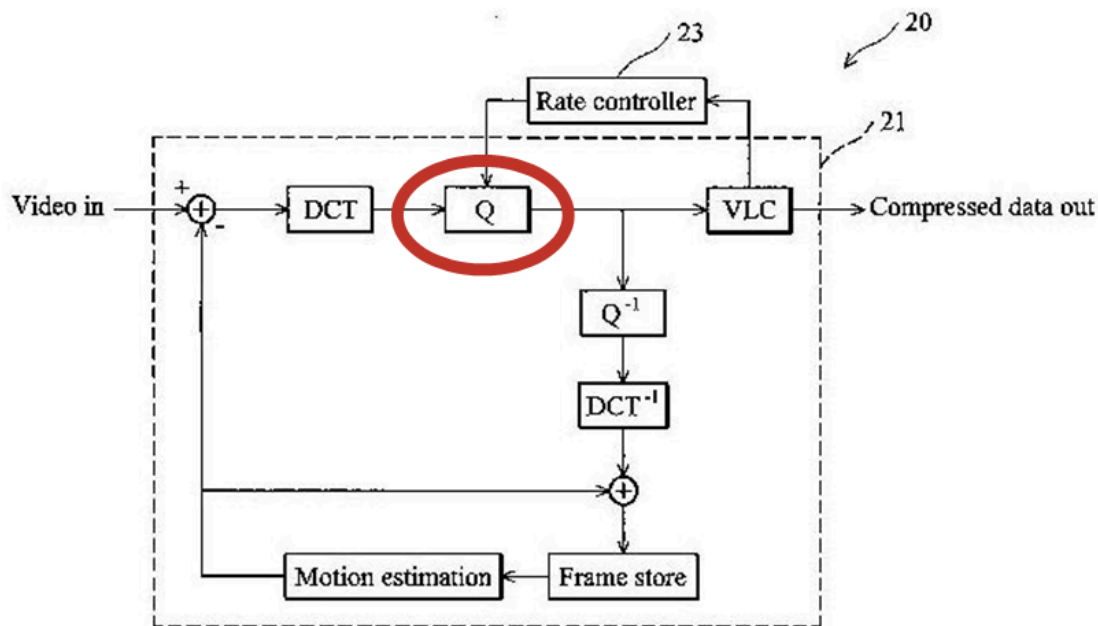 20
23
Rate controller
21
Video in
+
+
-
DCT
Q
VLC
Compressed data out
Q⁻¹
DCT⁻¹
+
Motion estimation
Frame store